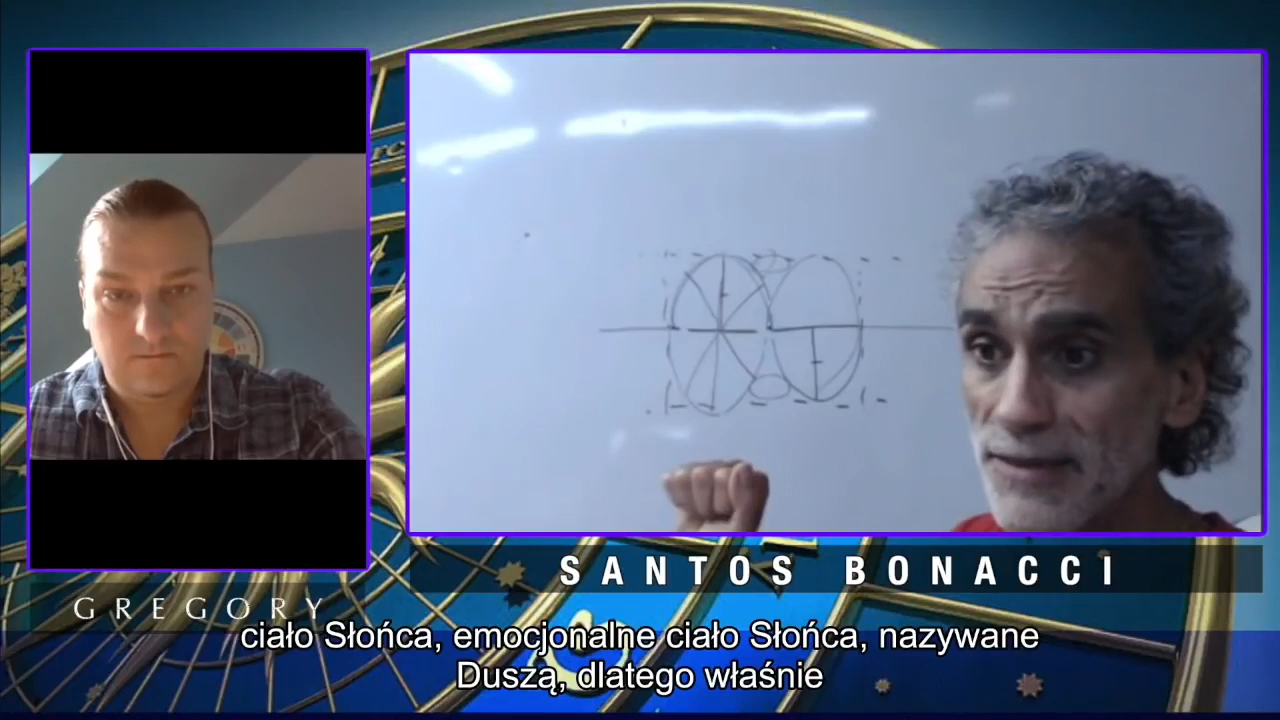 SANTOS BONACCI
GREGORY
ciało Słońca, emocjonalne ciało Słońca, nazywane
Duszą, dlatego właśnie